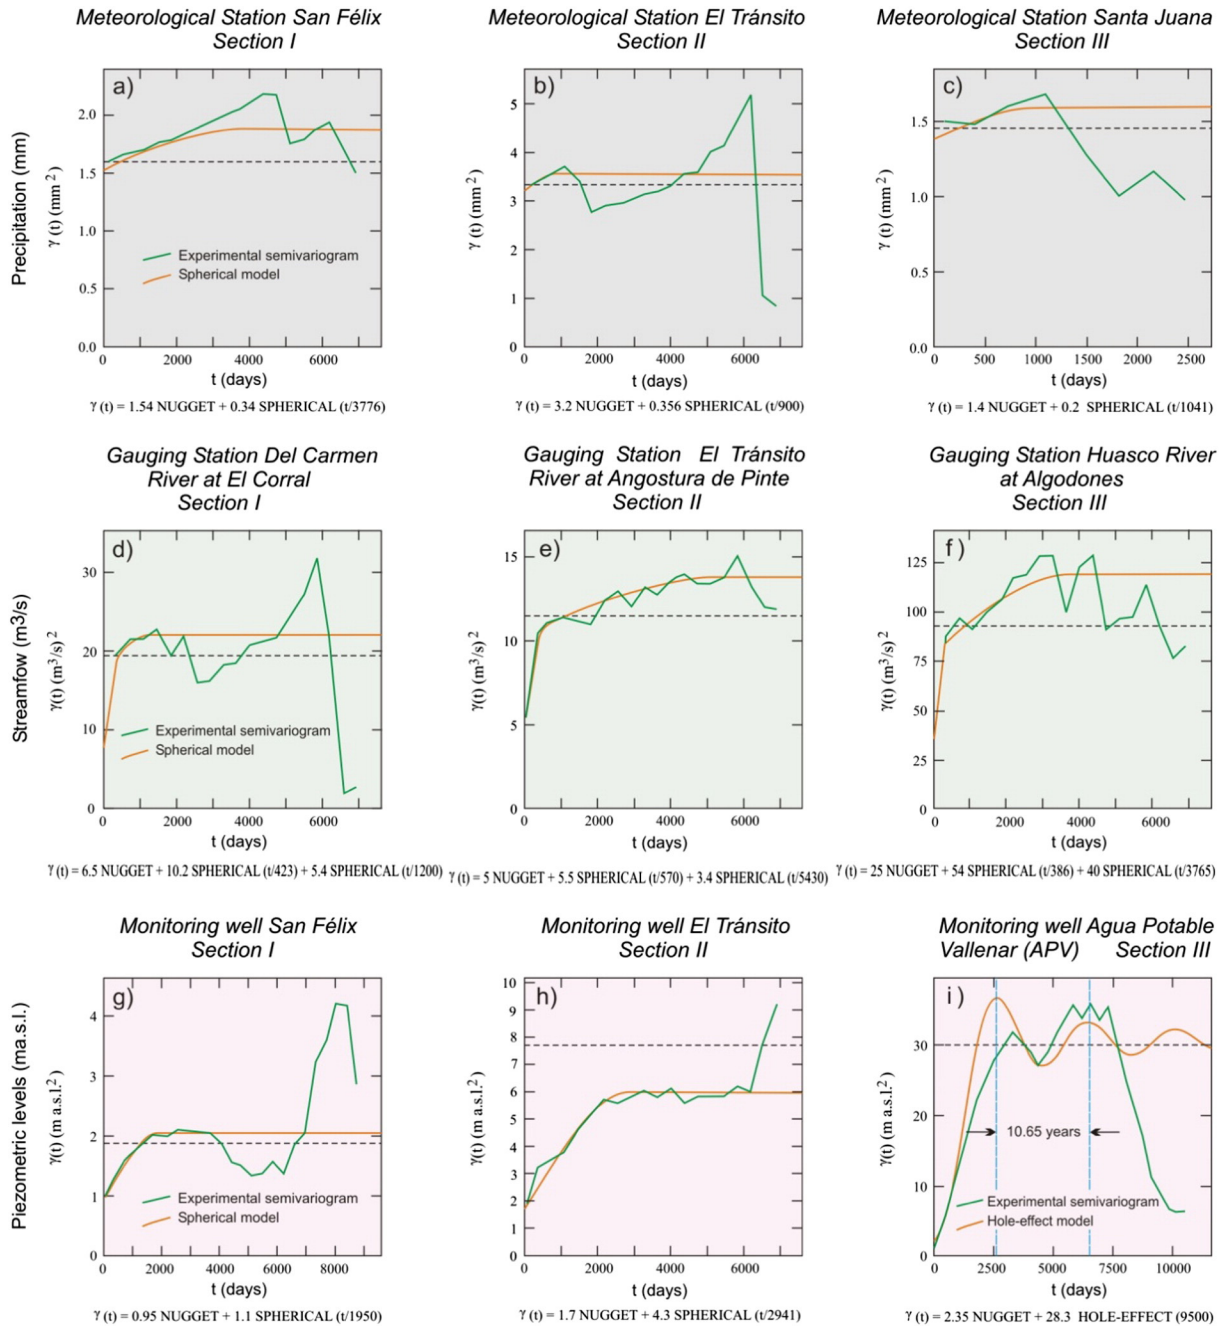 Meteorological Station San Félix
Section I
Meteorological Station El Tránsito
Section II
Meteorological Station Santa Juana
Section III
Precipitation (mm)
a)
γ (t) (mm 2)
2.0
1.5
1.0
0.5
0.0
Experimental semivariogram
Spherical model
0 2000 4000 6000
t (days)
γ (t) = 1.54 NUGGET + 0.34 SPHERICAL (t/3776)
b)
γ (t) (mm 2)
5
4
3
2
1
0
0 2000 4000 6000
t (days)
γ (t) = 3.2 NUGGET + 0.356 SPHERICAL (t/900)
c)
γ (t) (mm 2)
1.5
1.0
0.5
0.0
0 500 1000 1500 2000 2500
t (days)
γ (t) = 1.4 NUGGET + 0.2 SPHERICAL (t/1041)
Gauging Station Del Carmen
River at El Corral
Section I
Gauging Station El Tránsito
River at Angostura de Pinte
Section II
Gauging Station Huasco River
at Algodones
Section III
Streamfow (m3/s)
d)
γ(t) (m3/s) 2
30
20
10
0
Experimental semivariogram
Spherical model
0 2000 4000 6000
t (days)
γ (t) = 6.5 NUGGET + 10.2 SPHERICAL (t/423) + 5.4 SPHERICAL (t/1200)
e)
γ(t) (m3/s) 2
15
10
5
0
0 2000 4000 6000
t (days)
γ (t) = 5 NUGGET + 5.5 SPHERICAL (t/570) + 3.4 SPHERICAL (t/5430)
f)
γ(t) (m3/s) 2
125
100
75
50
25
0
0 2000 4000 6000
t (days)
γ (t) = 25 NUGGET + 54 SPHERICAL (t/386) + 40 SPHERICAL (t/3765)
Monitoring well San Félix
Section I
Monitoring well El Tránsito
Section II
Monitoring well Agua Potable
Vallenar (APV) Section III
Piezometric levels (ma.s.l.)
g)
γ(t) (m a.s.l.2)
4
3
2
1
0
Experimental semivariogram
Spherical model
0 2000 4000 6000 8000
t (days)
γ (t) = 0.95 NUGGET + 1.1 SPHERICAL (t/1950)
h)
γ(t) (m a.s.l.2)
10
9
8
7
6
5
4
3
2
1
0
0 2000 4000 6000
t (days)
γ (t) = 1.7 NUGGET + 4.3 SPHERICAL (t/2941)
i)
γ(t) (m a.s.l.2)
30
20
10
0
10.65 years
Experimental semivariogram
Hole-effect model
0 2500 5000 7500 10000
t (days)
γ (t) = 2.35 NUGGET + 28.3 HOLE-EFFECT (9500)